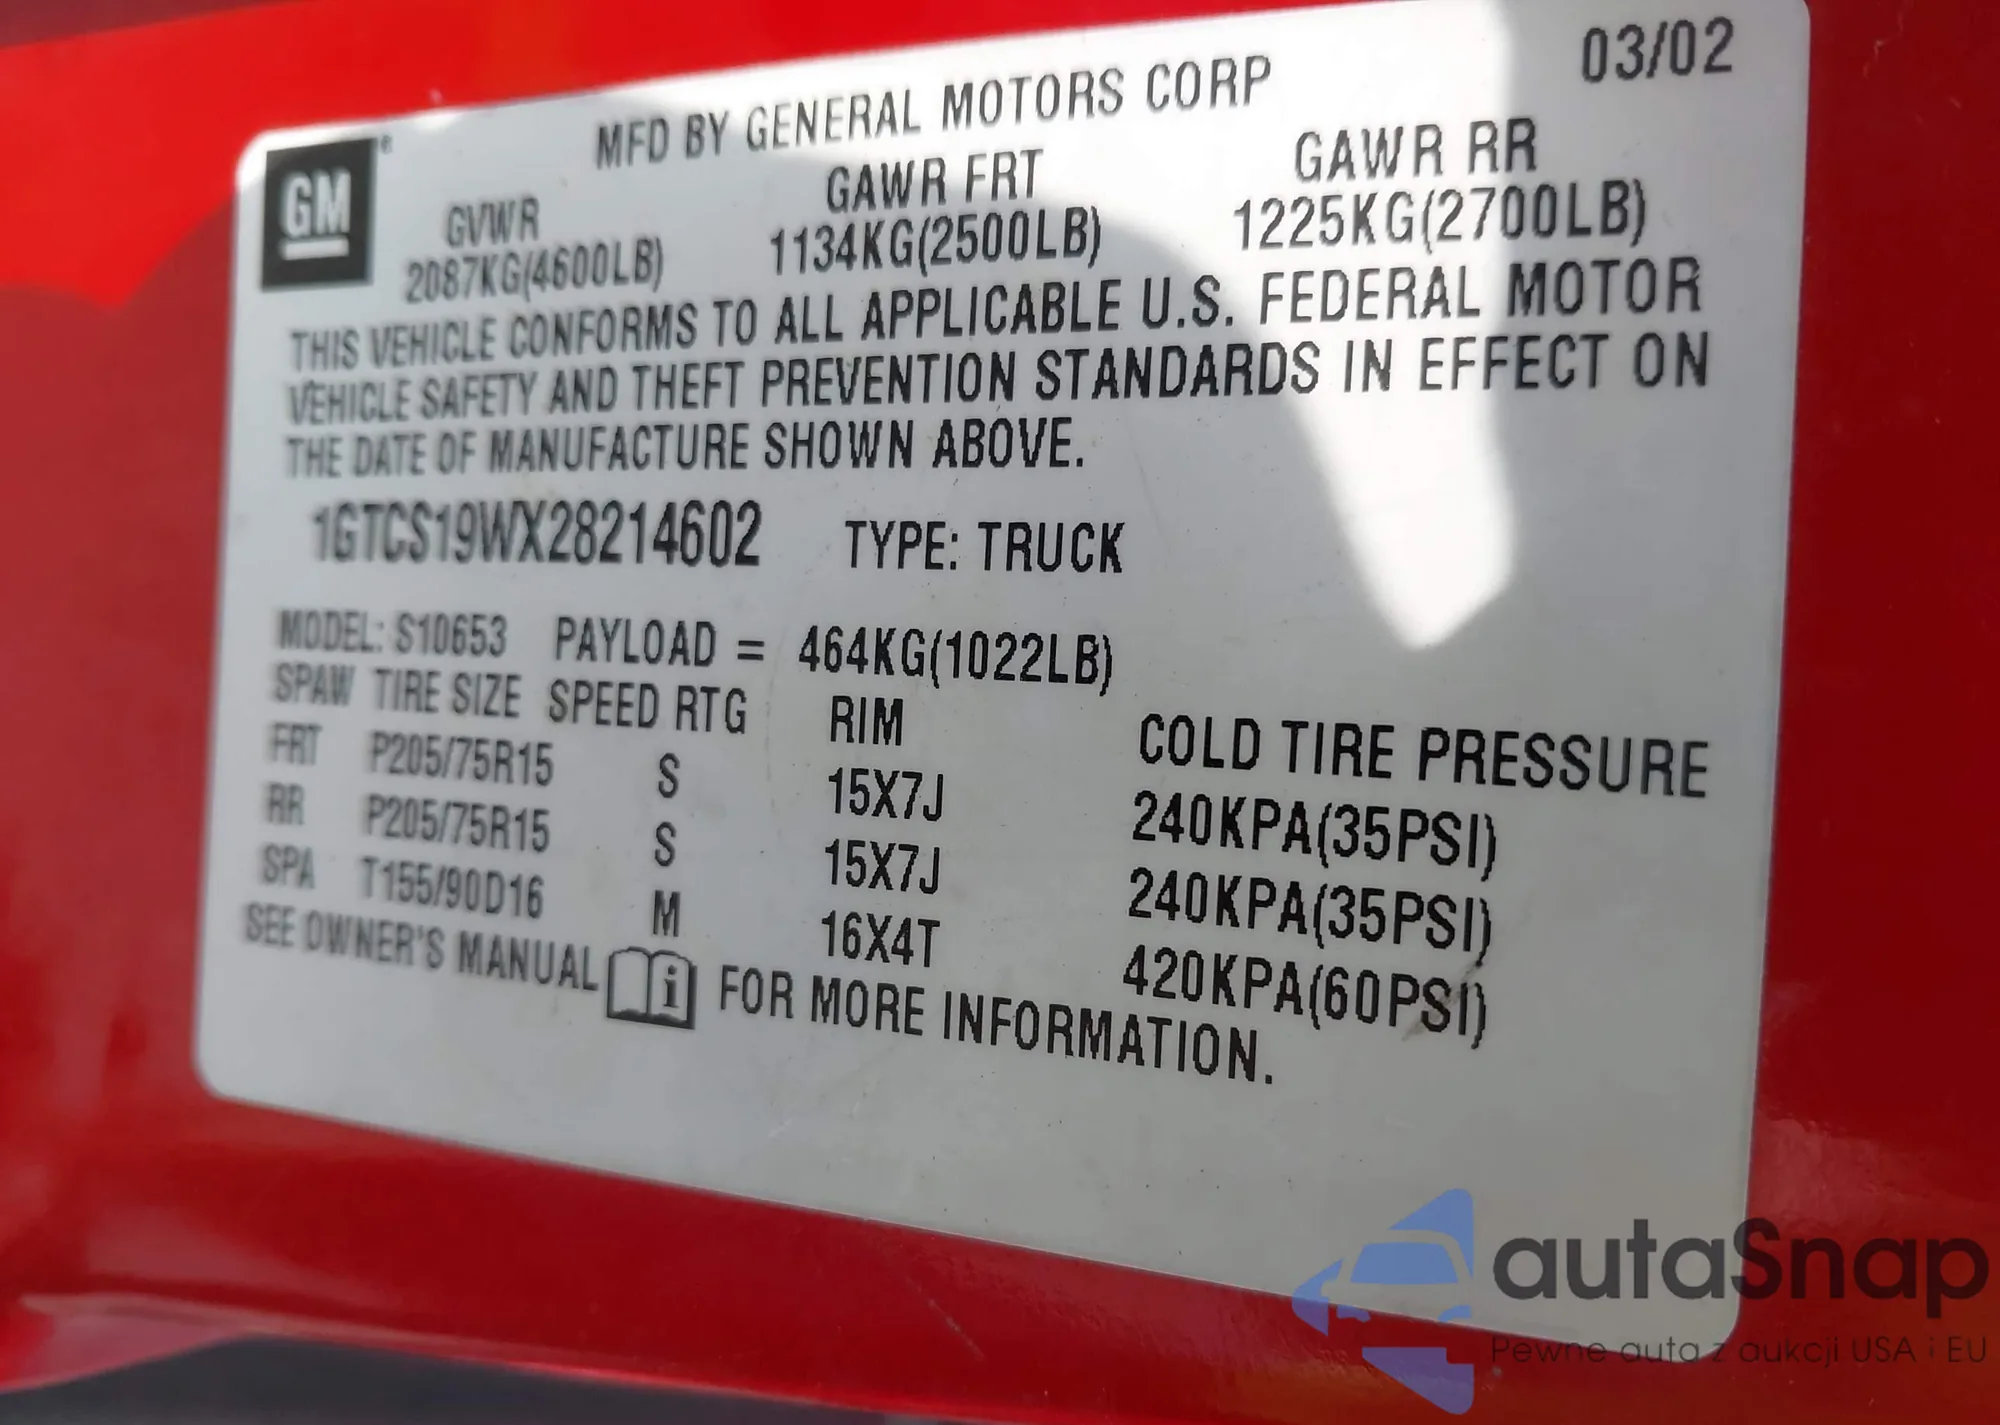 03/02
MFD BY GENERAL MOTORS CORP
GM®
GVWR GAWR FRT GAWR RR
2087KG(4600LB) 1134KG(2500LB) 1225KG(2700LB)
THIS VEHICLE CONFORMS TO ALL APPLICABLE U.S. FEDERAL MOTOR
VEHICLE SAFETY AND THEFT PREVENTION STANDARDS IN EFFECT ON
THE DATE OF MANUFACTURE SHOWN ABOVE.
1GTCS19WX28214602 TYPE: TRUCK
MODEL: S10653 PAYLOAD = 464KG(1022LB)
SPAW TIRE SIZE SPEED RTG RIM COLD TIRE PRESSURE
FRT P205/75R15 S 15X7J 240KPA(35PSI)
RR P205/75R15 S 15X7J 240KPA(35PSI)
SPA T155/90D16 M 16X4T 420KPA(60PSI)
SEE OWNER'S MANUAL i FOR MORE INFORMATION.
autaSnap
Pewne auta z aukcji USA i EU